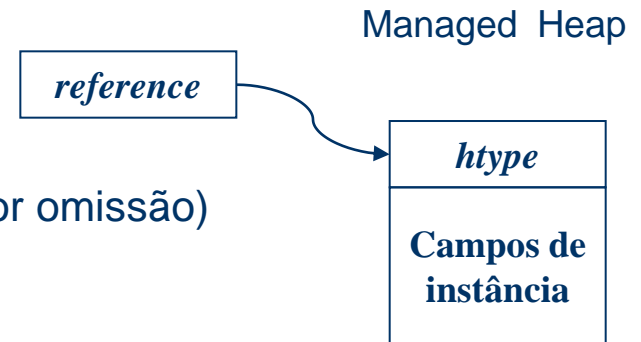 Managed Heap
reference
htype
or omissão)
Campos de
instância